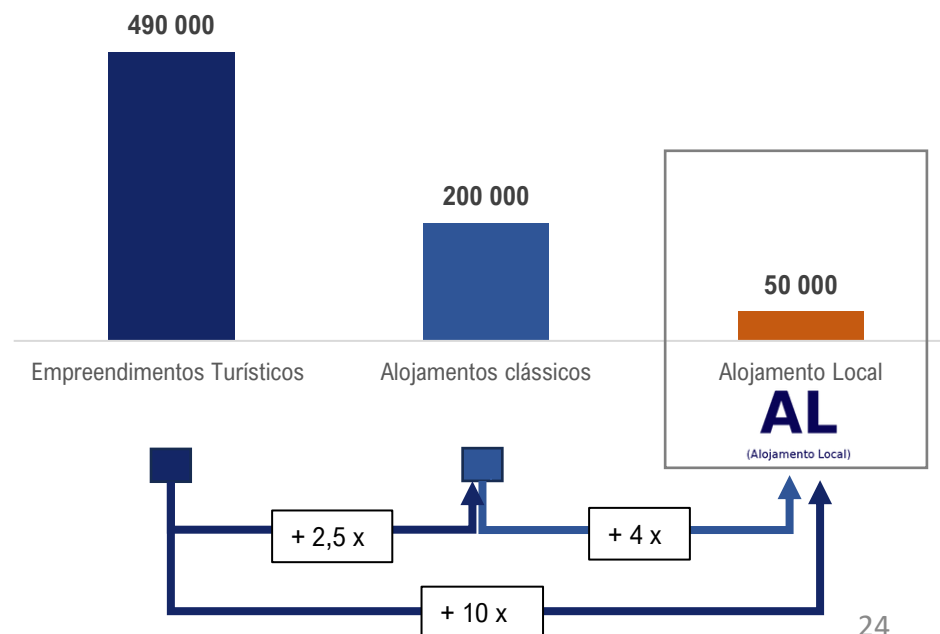 490 000
200 000
50 000
Empreendimentos Turísticos
Alojamentos clássicos
Alojamento Local
AL
(Alojamento Local)
+ 2,5 x
+ 4 x
+ 10 x
24